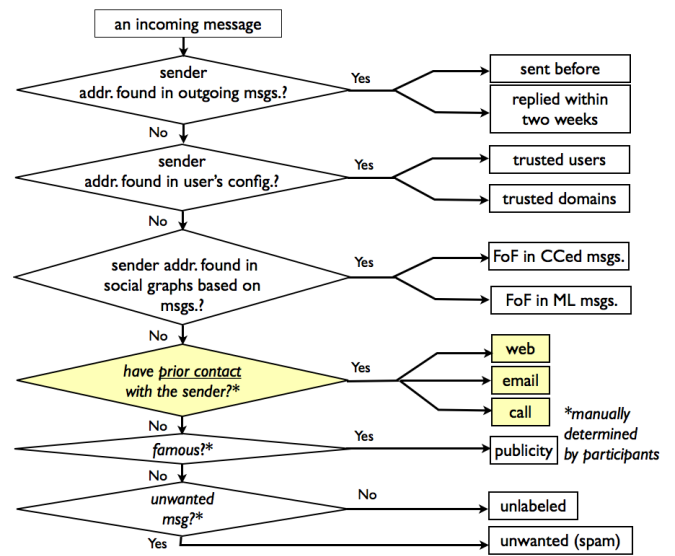 an incoming message
sender
addr. found in outgoing msgs.?
Yes
sent before
replied within
two weeks
No
sender
addr. found in user's config.?
Yes
trusted users
trusted domains
No
sender addr. found in
social graphs based on
msgs.?
Yes
FoF in CCed msgs.
FoF in ML msgs.
No
have prior contact
with the sender?*
Yes
web
email
call
*manually
determined
by participants
No
famous?*
Yes
publicity
No
unwanted
msg?*
No
unlabeled
Yes
unwanted (spam)